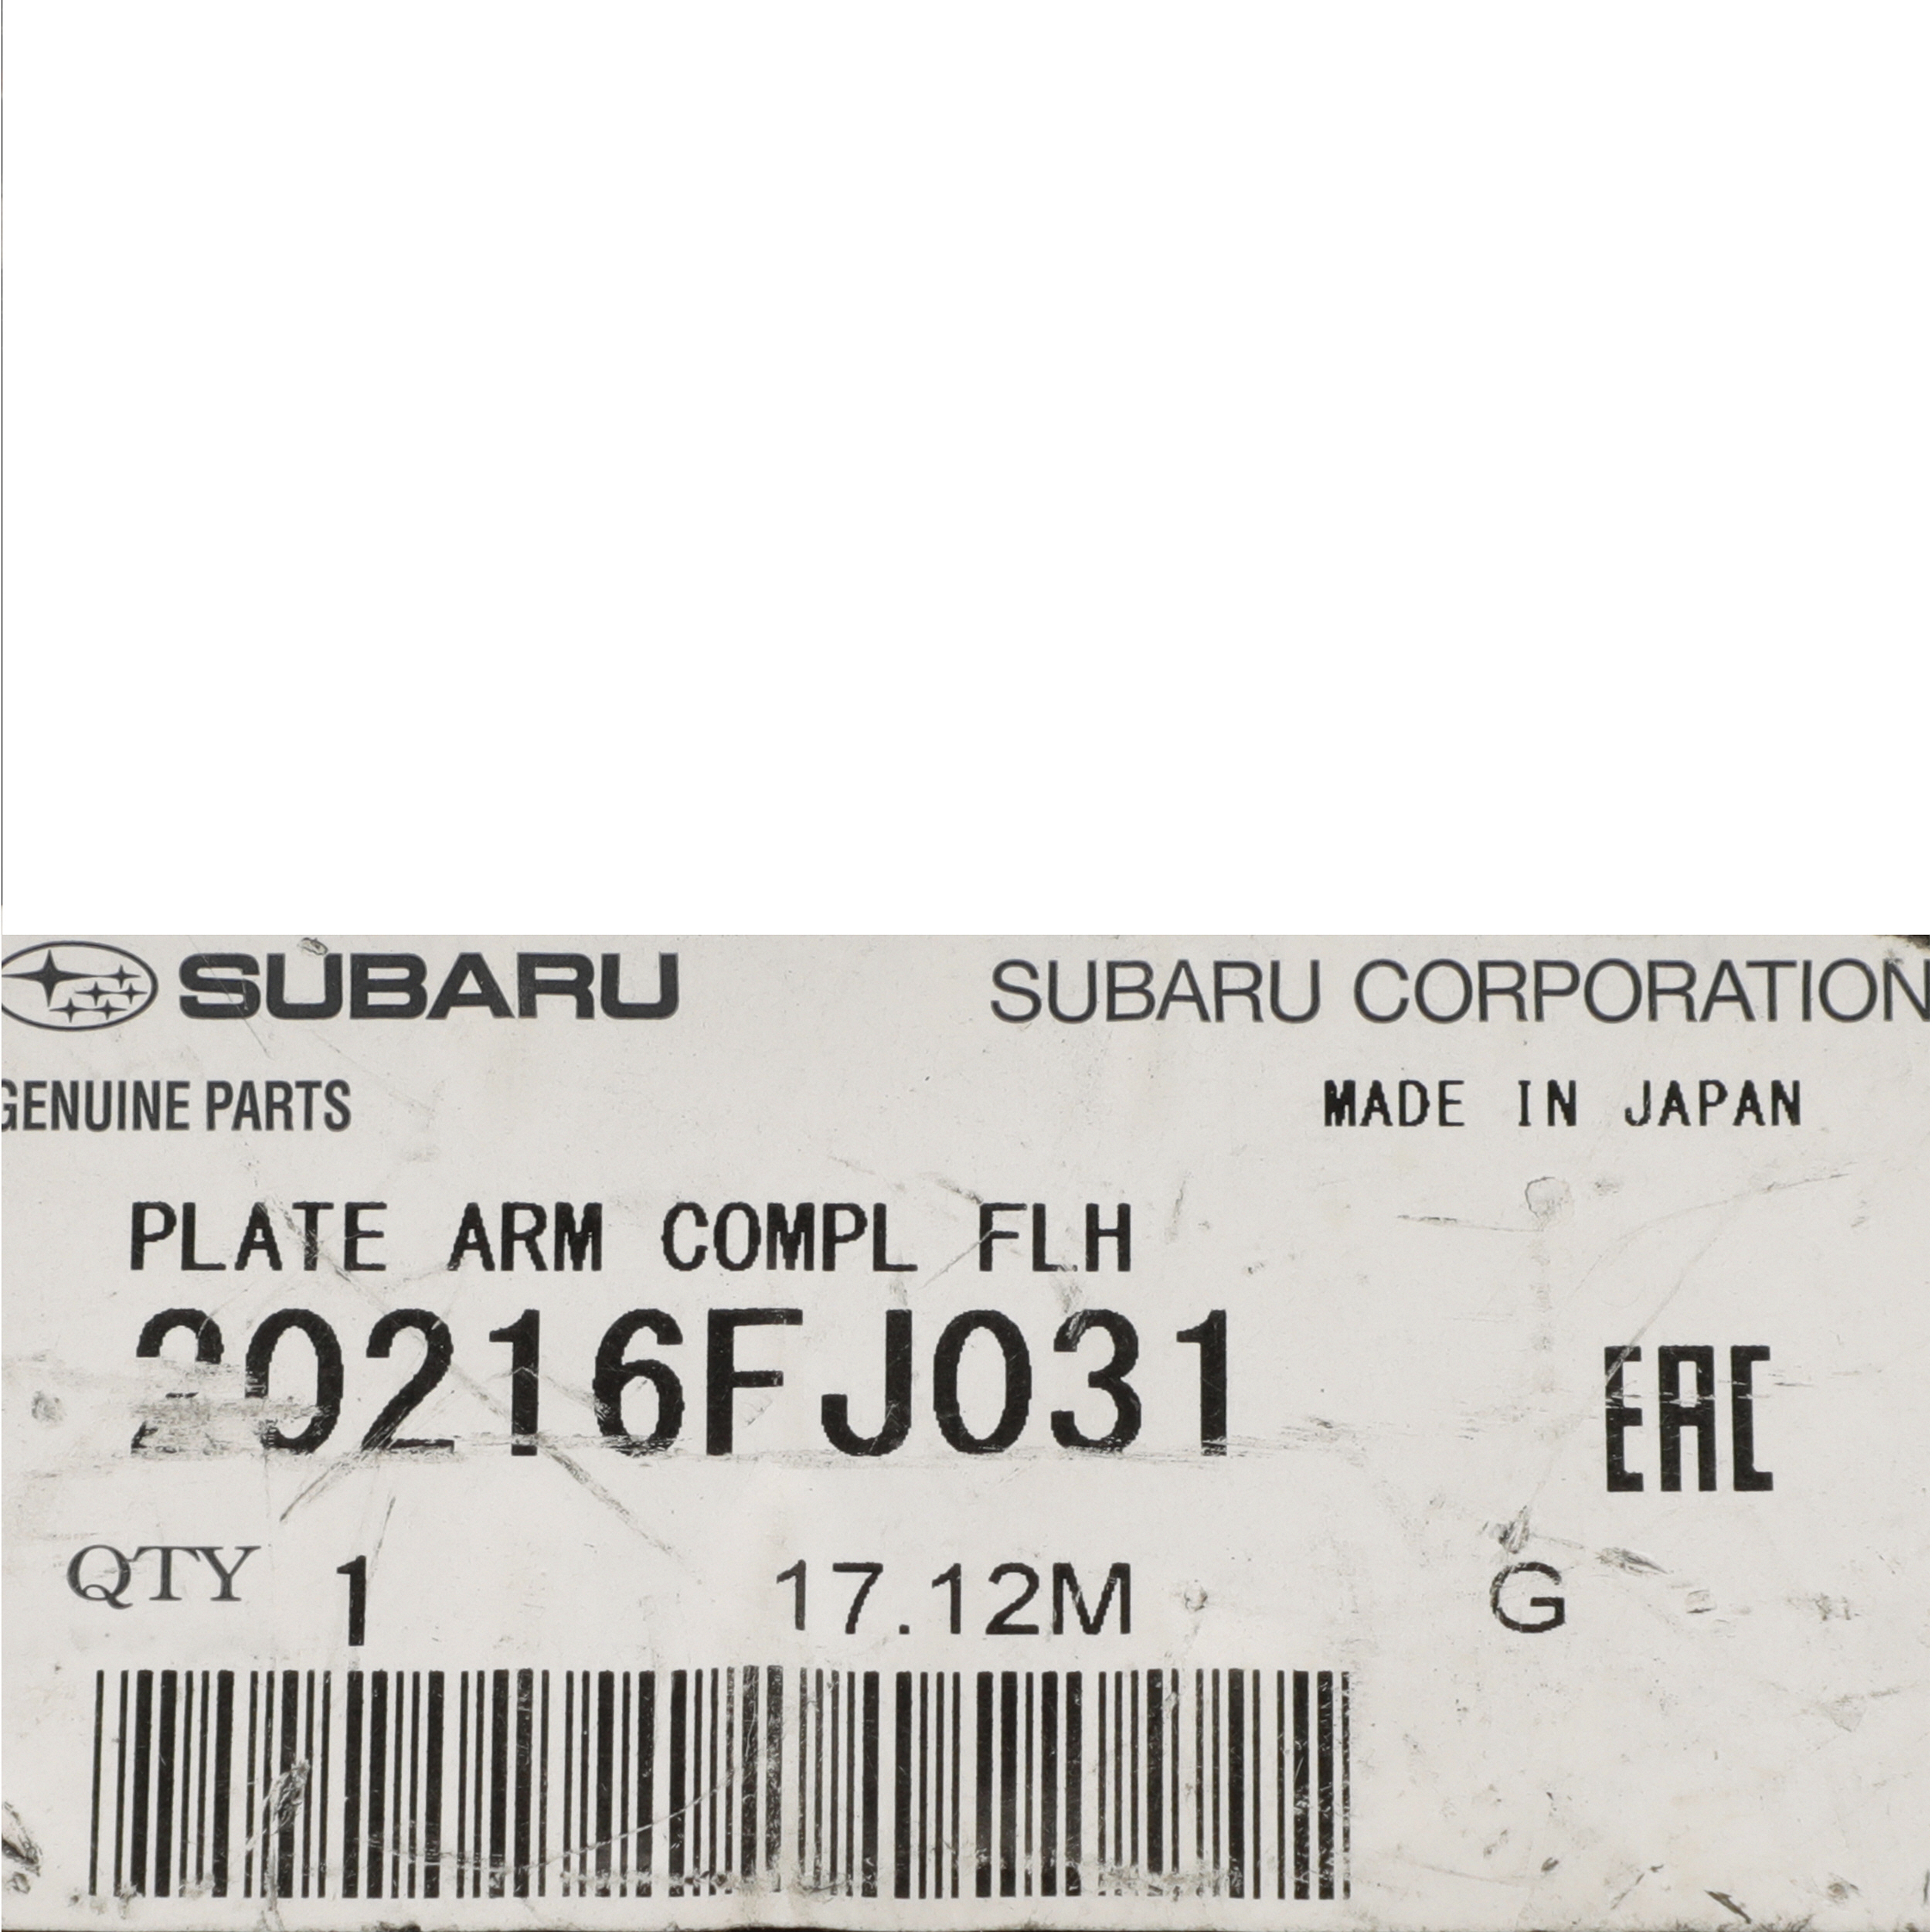 SUBARU SUBARU CORPORATION
GENUINE PARTS MADE IN JAPAN
PLATE ARM COMPL FLH
20216FJ031
EAC
QTY 1 17.12M G